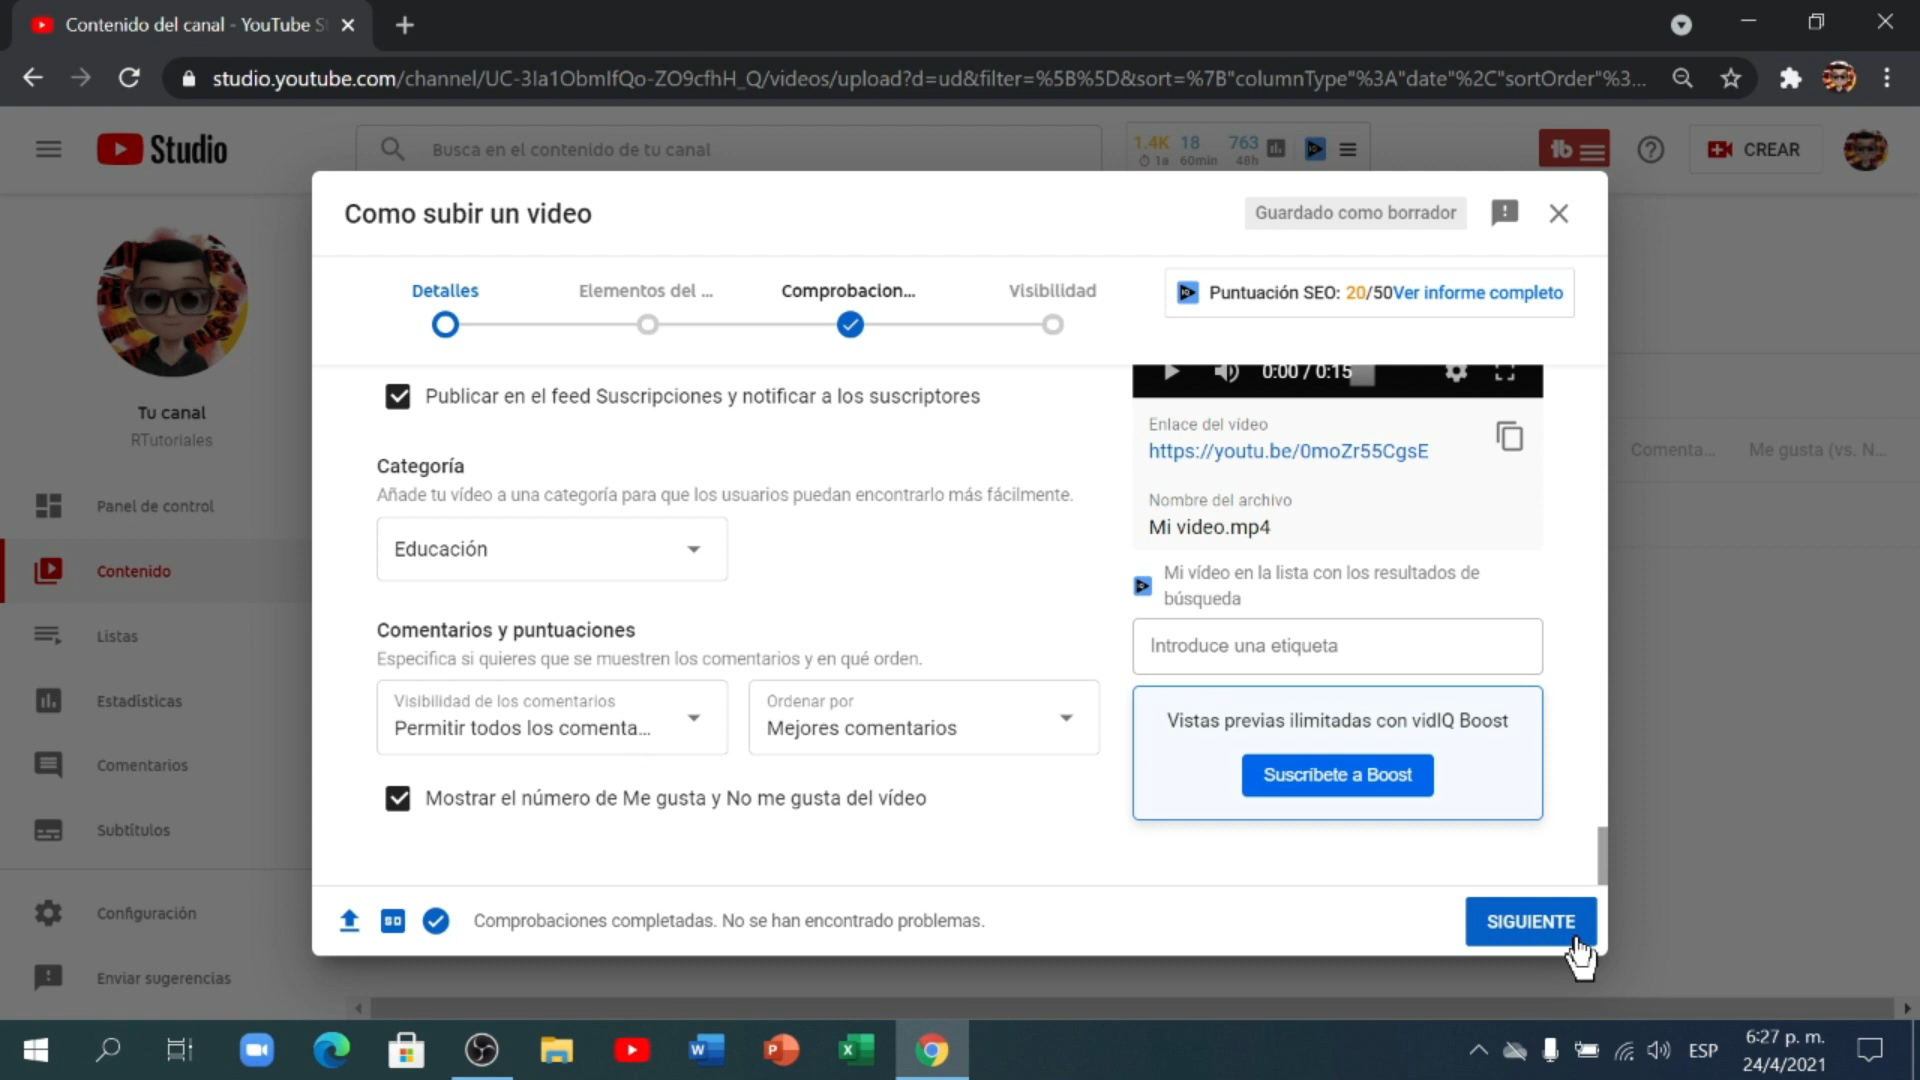 Contenido del canal - YouTube S
studio.youtube.com/channel/UC-3Ia1ObmIfQo-ZO9cfhH_Q/videos/upload?d=ud&filter=%5B%5D&sort=%7B"columnType"%3A"date"%2C"sortOrder"%3...
Studio
Busca en el contenido de tu canal
1.4K 18 763
1a 60min 48h
CREAR
Como subir un video
Guardado como borrador
Detalles
Elementos del ...
Comprobacion...
Visibilidad
Puntuación SEO: 20/50Ver informe completo
Tu canal
RTutoriales
Panel de control
Contenido
Listas
Estadísticas
Comentarios
Subtítulos
Configuración
Enviar sugerencias
Publicar en el feed Suscripciones y notificar a los suscriptores
Categoría
Añade tu vídeo a una categoría para que los usuarios puedan encontrarlo más fácilmente.
Educación
Comentarios y puntuaciones
Especifica si quieres que se muestren los comentarios y en qué orden.
Visibilidad de los comentarios
Permitir todos los comenta...
Ordenar por
Mejores comentarios
Mostrar el número de Me gusta y No me gusta del vídeo
0:00 / 0:15
Enlace del vídeo
https://youtu.be/0moZr55CgsE
Nombre del archivo
Mi video.mp4
Mi vídeo en la lista con los resultados de
búsqueda
Introduce una etiqueta
Vistas previas ilimitadas con vidIQ Boost
Suscríbete a Boost
Comenta...
Me gusta (vs. N...
SD
Comprobaciones completadas. No se han encontrado problemas.
SIGUIENTE
ESP
6:27 p. m.
24/4/2021